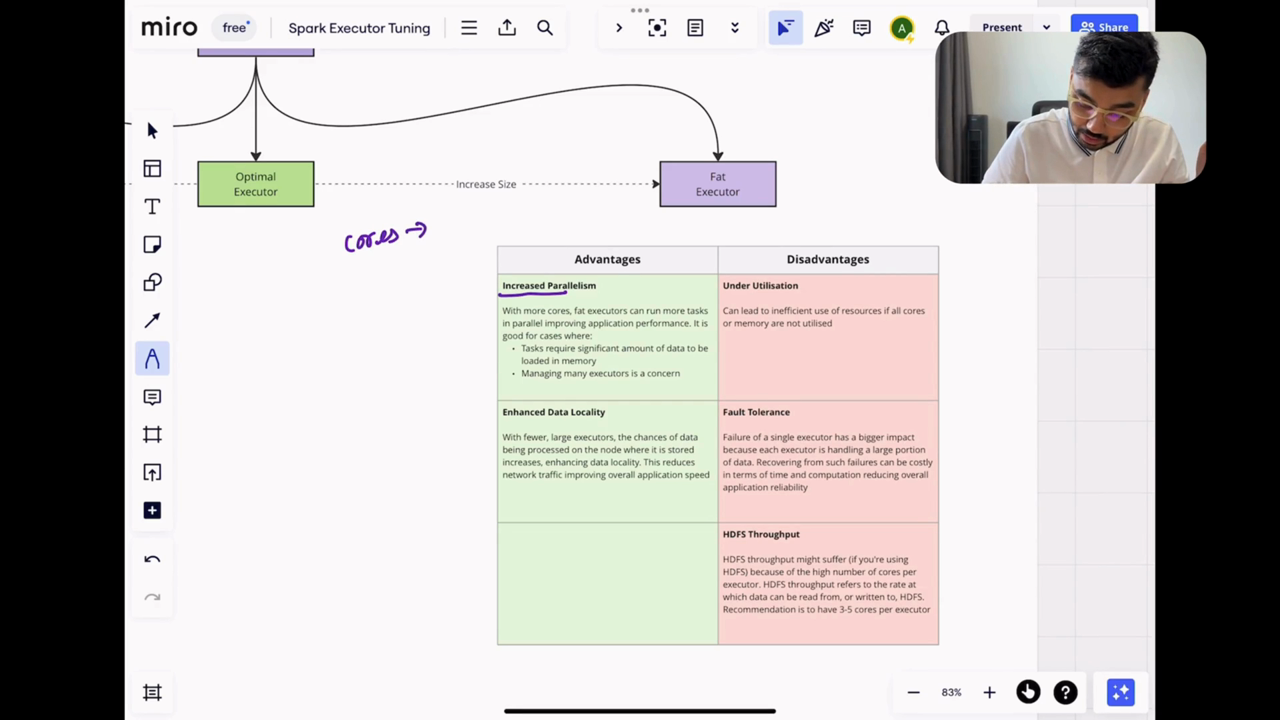 miro free Spark Executor Tuning Present Share
A
Optimal
Executor
Increase Size
Fat
Executor
cores →
Advantages Disadvantages
Increased Parallelism
With more cores, fat executors can run more tasks
in parallel improving application performance. It is
good for cases where:
• Tasks require significant amount of data to be
loaded in memory
• Managing many executors is a concern
Under Utilisation
Can lead to inefficient use of resources if all cores
or memory are not utilised
Enhanced Data Locality
With fewer, large executors, the chances of data
being processed on the node where it is stored
increases, enhancing data locality. This reduces
network traffic improving overall application speed
Fault Tolerance
Failure of a single executor has a bigger impact
because each executor is handling a large portion
of data. Recovering from such failures can be costly
in terms of time and computation reducing overall
application reliability
HDFS Throughput
HDFS throughput might suffer (if you're using
HDFS) because of the high number of cores per
executor. HDFS throughput refers to the rate at
which data can be read from, or written to, HDFS.
Recommendation is to have 3-5 cores per executor
83%